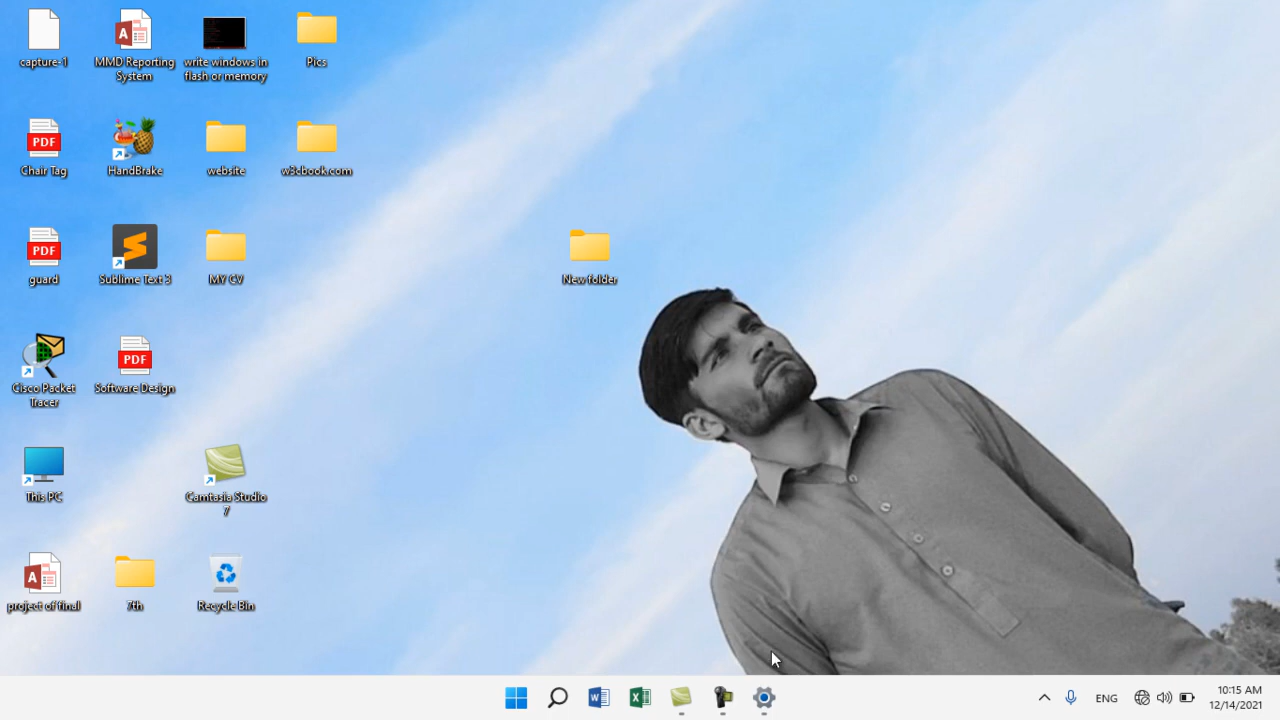 capture-1
MMD Reporting
System
write windows in
flash or memory
Pics
PDF
Chair Tag
HandBrake
website
w3cbook.com
PDF
guard
Sublime Text 3
MY CV
New folder
Cisco Packet
Tracer
PDF
Software Design
This PC
Camtasia Studio
7
project of final
7th
Recycle Bin
ENG
10:15 AM
12/14/2021